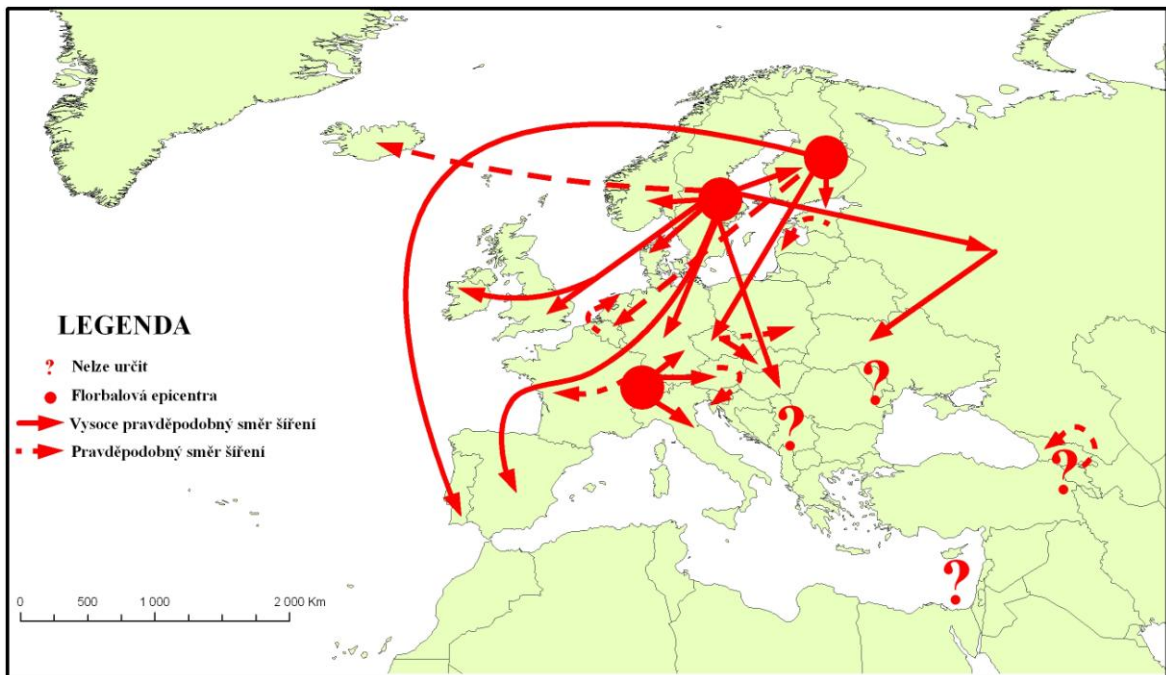 LEGENDA
? Nelze určit
Florbalová epicentra
Vysoce pravděpodobný směr šíření
Pravděpodobný směr šíření
0 500 1 000 2 000 Km
?
?
?
?